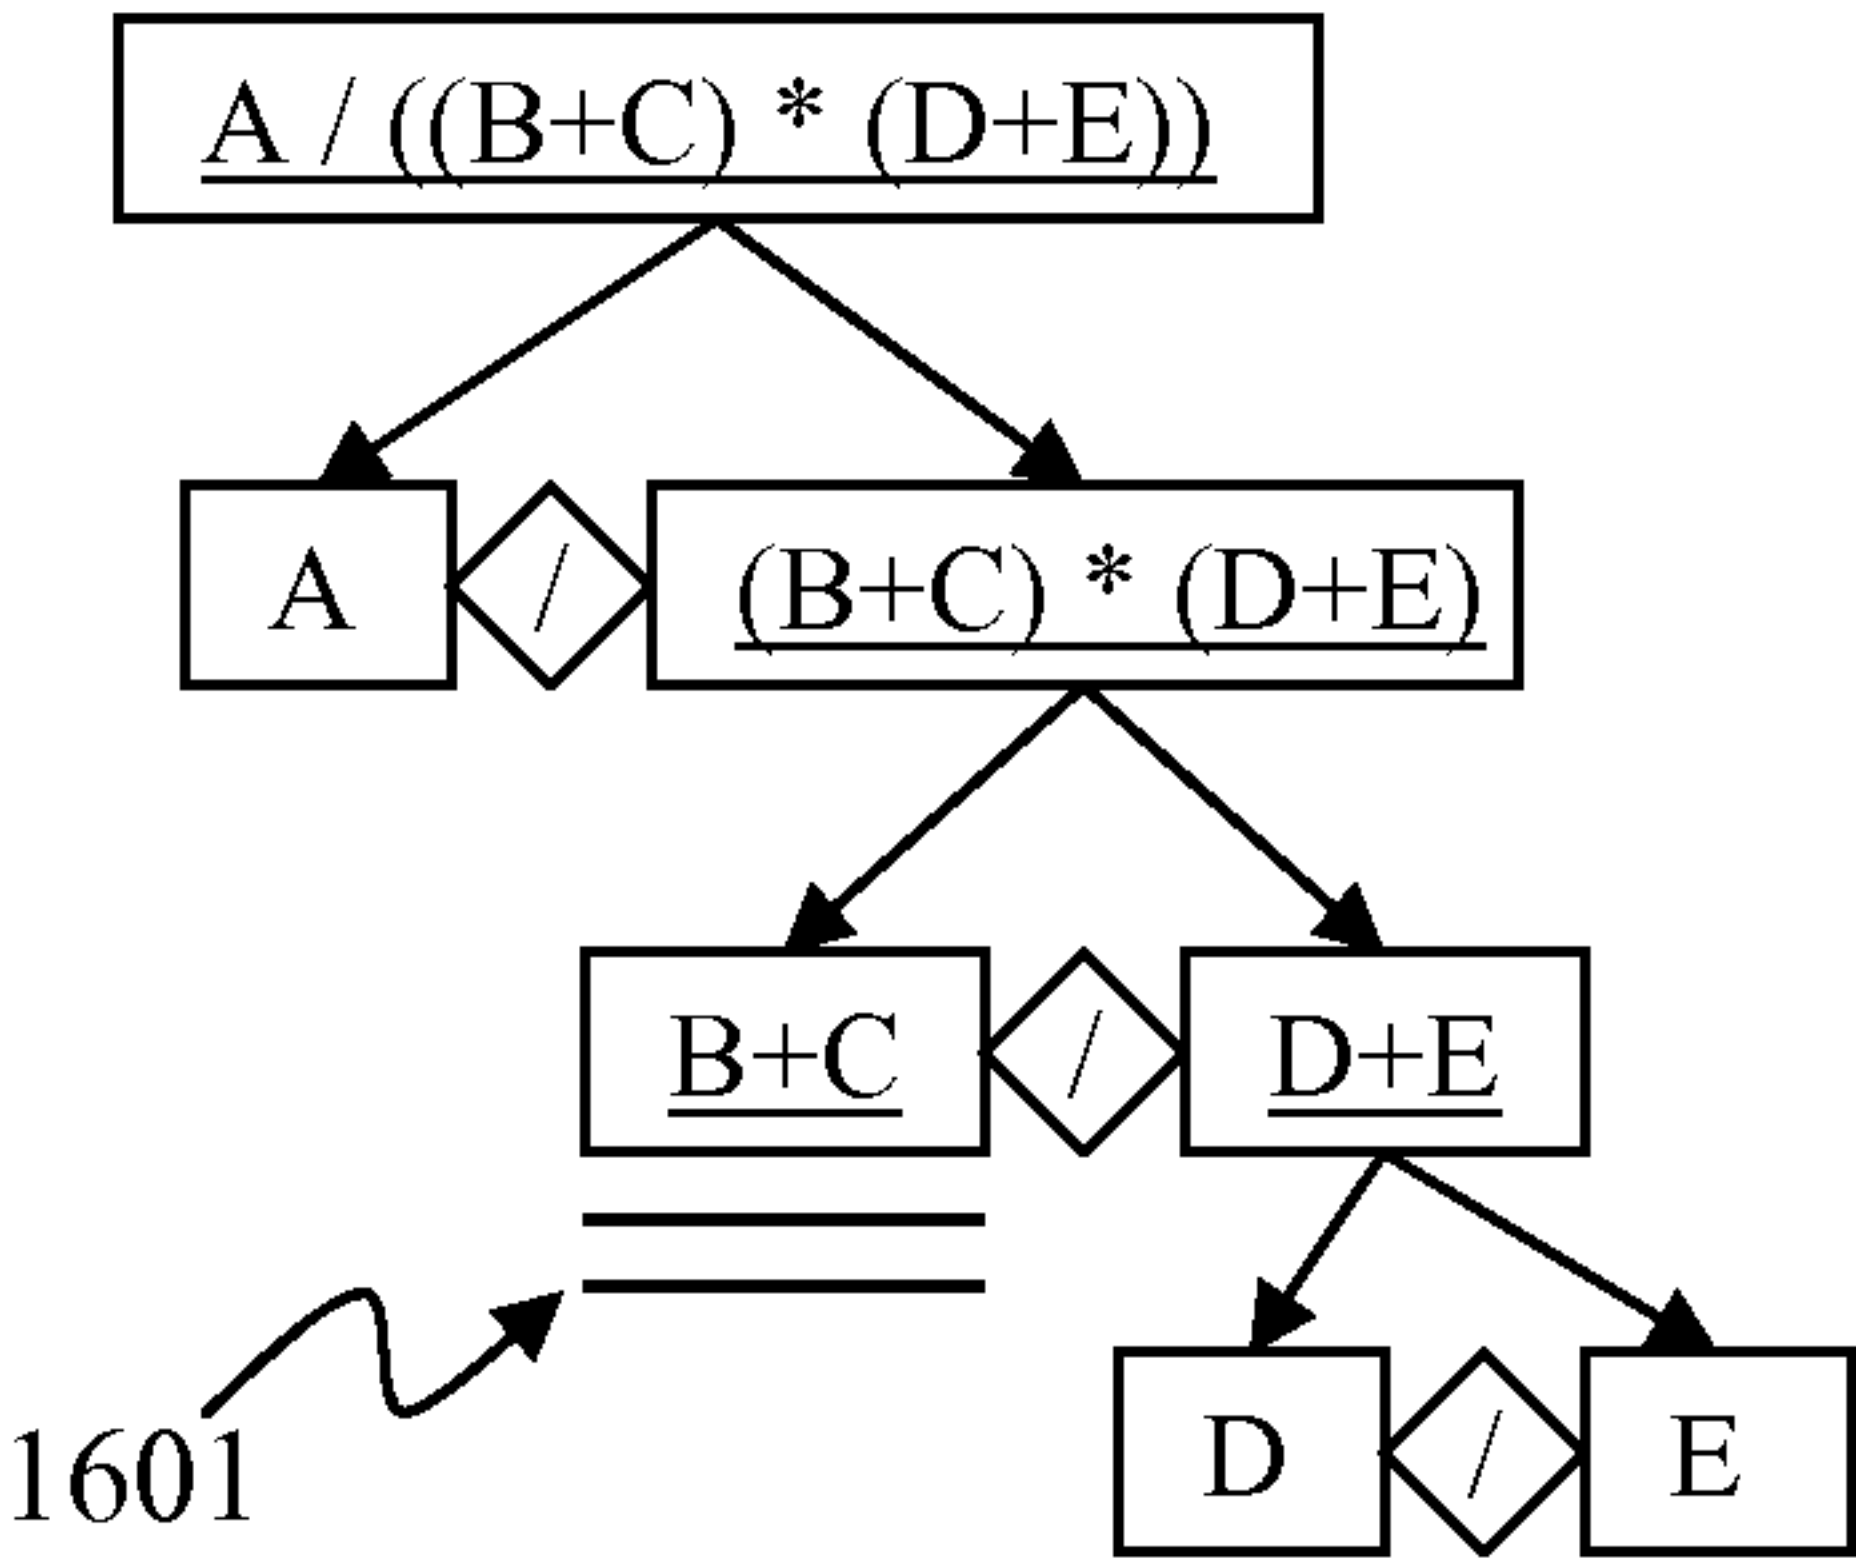 A / ((B+C) * (D+E))
A / (B+C) * (D+E)
B+C / D+E
1601
D / E